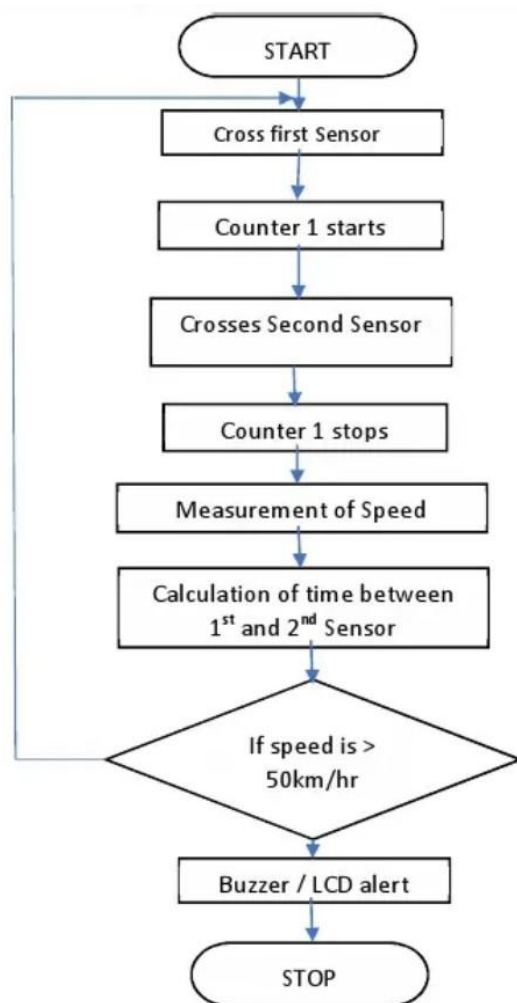 START
Cross first Sensor
Counter 1 starts
Crosses Second Sensor
Counter 1 stops
Measurement of Speed
Calculation of time between
1st and 2nd Sensor
If speed is >
50km/hr
Buzzer / LCD alert
STOP